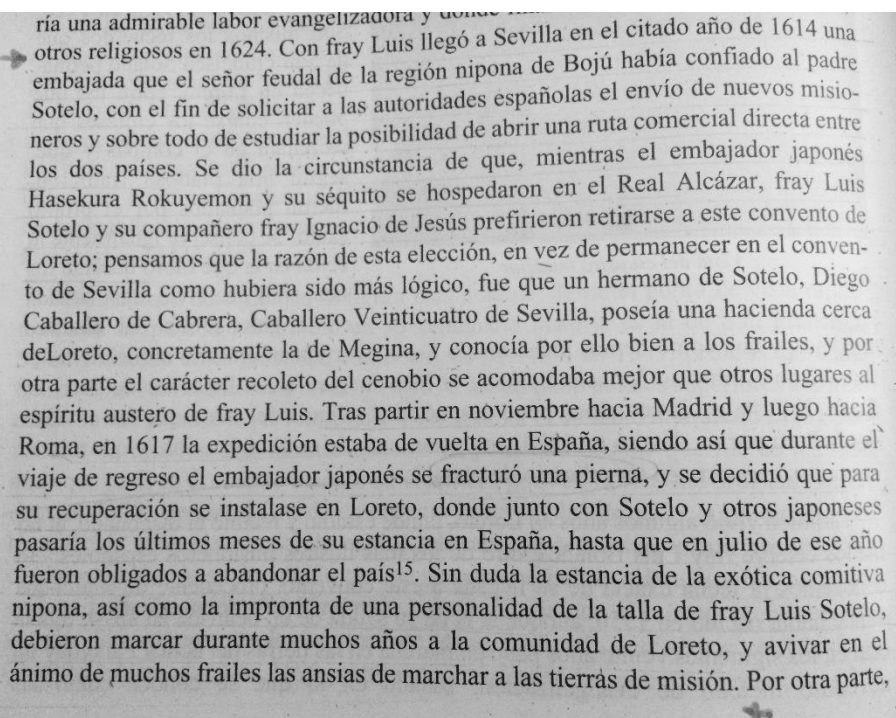 ría una admirable labor evangelizadora y
otros religiosos en 1624. Con fray Luis llegó a Sevilla en el citado año de 1614 una
embajada que el señor feudal de la región nipona de Bojú había confiado al padre
Sotelo, con el fin de solicitar a las autoridades españolas el envío de nuevos misio-
neros y sobre todo de estudiar la posibilidad de abrir una ruta comercial directa entre
los dos países. Se dio la circunstancia de que, mientras el embajador japonés
Hasekura Rokuyemon y su séquito se hospedaron en el Real Alcázar, fray Luis
Sotelo y su compañero fray Ignacio de Jesús prefirieron retirarse a este convento de
Loreto; pensamos que la razón de esta elección, en vez de permanecer en el conven-
to de Sevilla como hubiera sido más lógico, fue que un hermano de Sotelo, Diego
Caballero de Cabrera, Caballero Veinticuatro de Sevilla, poseía una hacienda cerca
deLoreto, concretamente la de Megina, y conocía por ello bien a los frailes, y por
otra parte el carácter recoleto del cenobio se acomodaba mejor que otros lugares al
espíritu austero de fray Luis. Tras partir en noviembre hacia Madrid y luego hacia
Roma, en 1617 la expedición estaba de vuelta en España, siendo así que durante el
viaje de regreso el embajador japonés se fracturó una pierna, y se decidió que para
su recuperación se instalase en Loreto, donde junto con Sotelo y otros japoneses
pasaría los últimos meses de su estancia en España, hasta que en julio de ese año
fueron obligados a abandonar el país¹⁵. Sin duda la estancia de la exótica comitiva
nipona, así como la impronta de una personalidad de la talla de fray Luis Sotelo,
debieron marcar durante muchos años a la comunidad de Loreto, y avivar en el
ánimo de muchos frailes las ansias de marchar a las tierras de misión. Por otra parte,